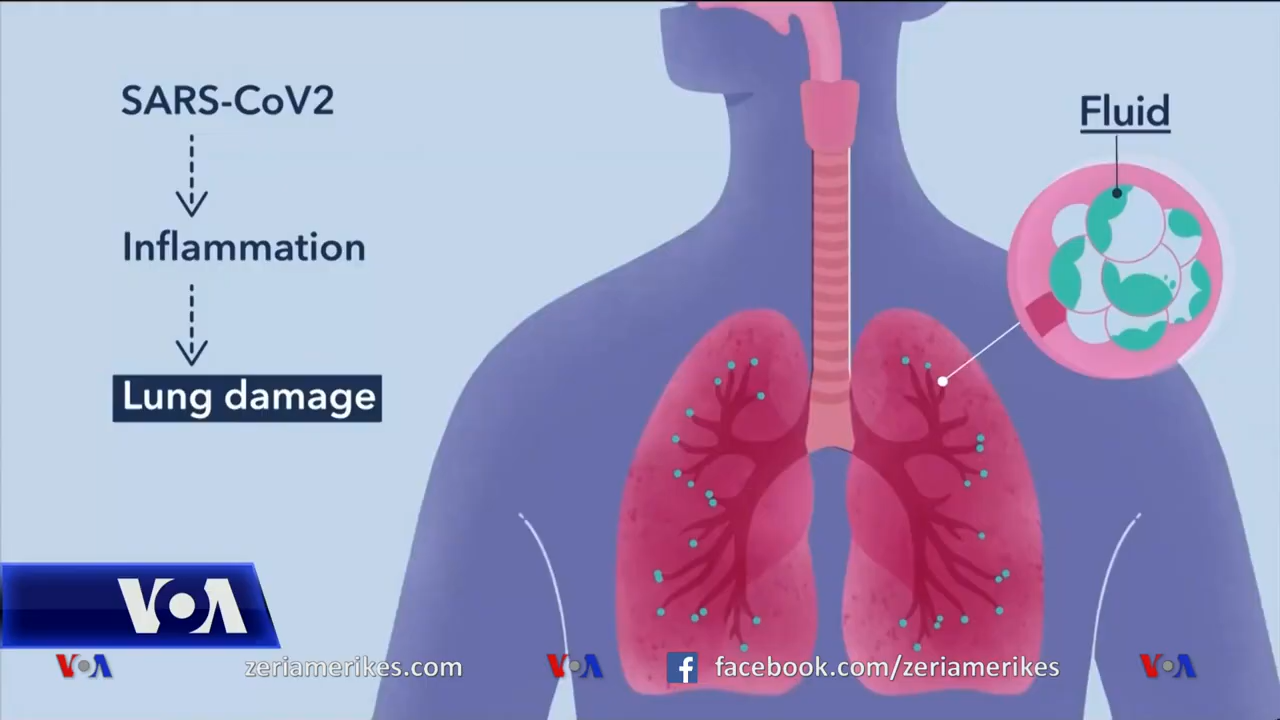 SARS-CoV2
Inflammation
Lung damage
Fluid
VOA
VOA zeriamerikes.com VOA facebook.com/zeriamerikes VOA